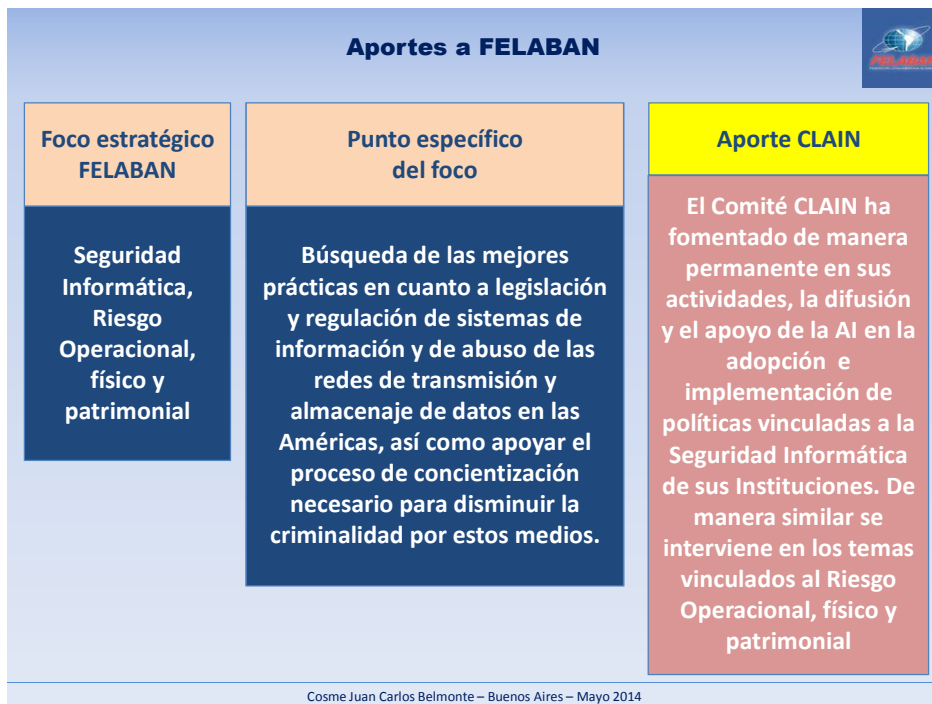 Aportes a FELABAN
FELABAN
Foco estratégico
FELABAN
Seguridad
Informática,
Riesgo
Operacional,
físico y
patrimonial
Punto específico
del foco
Búsqueda de las mejores
prácticas en cuanto a legislación
y regulación de sistemas de
información y de abuso de las
redes de transmisión y
almacenaje de datos en las
Américas, así como apoyar el
proceso de concientización
necesario para disminuir la
criminalidad por estos medios.
Aporte CLAIN
El Comité CLAIN ha
fomentado de manera
permanente en sus
actividades, la difusión
y el apoyo de la AI en la
adopción e
implementación de
políticas vinculadas a la
Seguridad Informática
de sus Instituciones. De
manera similar se
interviene en los temas
vinculados al Riesgo
Operacional, físico y
patrimonial
Cosme Juan Carlos Belmonte – Buenos Aires – Mayo 2014